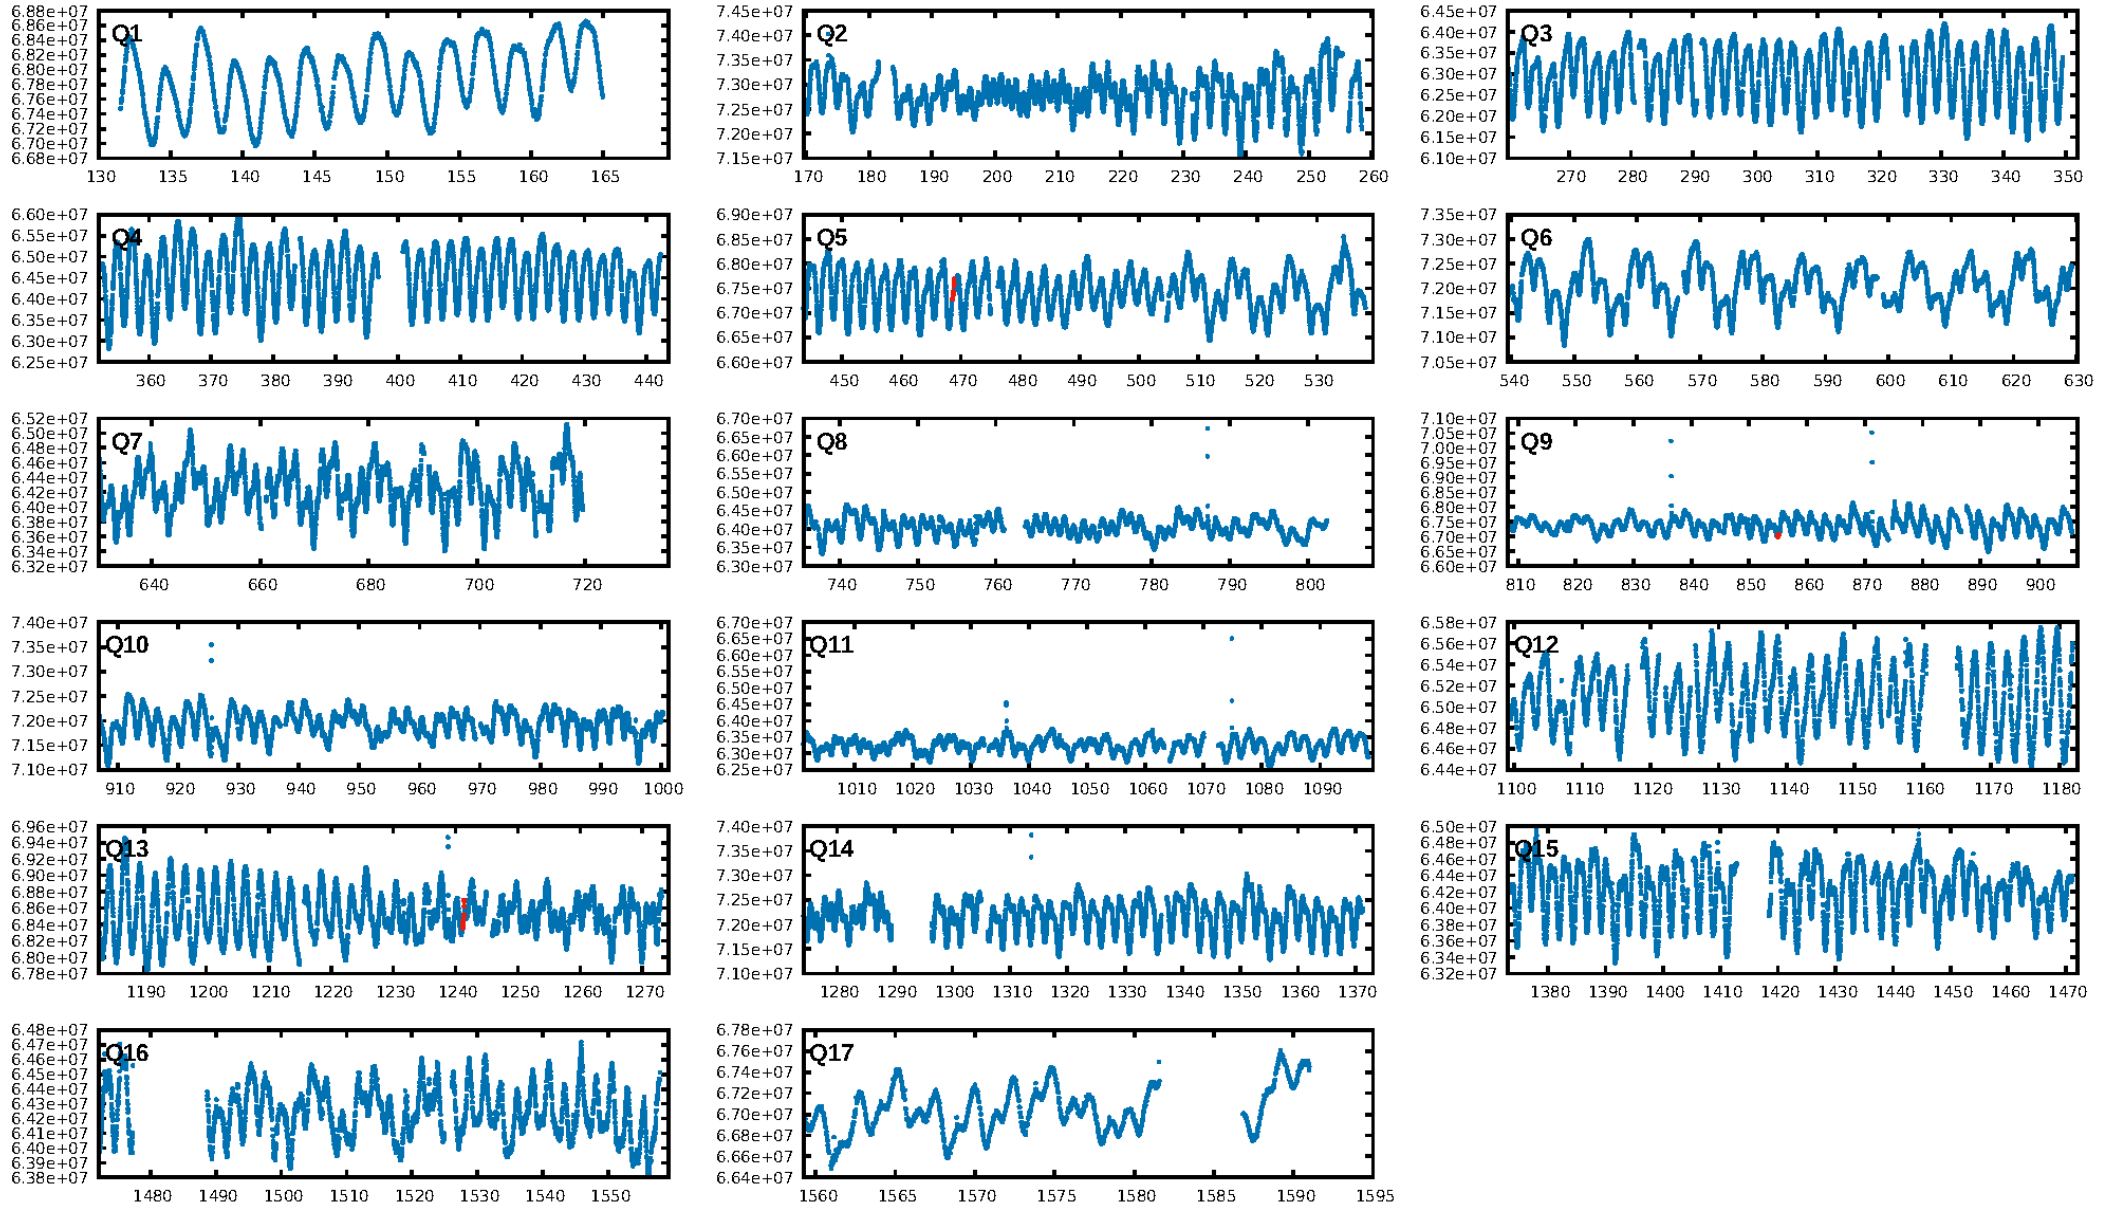 6.88e+07
6.86e+07
6.84e+07
6.82e+07
6.80e+07
6.78e+07
6.76e+07
6.74e+07
6.72e+07
6.70e+07
6.68e+07
Q1
130 135 140 145 150 155 160 165
7.45e+07
7.40e+07
7.35e+07
7.30e+07
7.25e+07
7.20e+07
7.15e+07
Q2
170 180 190 200 210 220 230 240 250 260
6.45e+07
6.40e+07
6.35e+07
6.30e+07
6.25e+07
6.20e+07
6.15e+07
6.10e+07
Q3
270 280 290 300 310 320 330 340 350
6.60e+07
6.55e+07
6.50e+07
6.45e+07
6.40e+07
6.35e+07
6.30e+07
6.25e+07
Q4
360 370 380 390 400 410 420 430 440
6.90e+07
6.85e+07
6.80e+07
6.75e+07
6.70e+07
6.65e+07
6.60e+07
Q5
450 460 470 480 490 500 510 520 530
7.35e+07
7.30e+07
7.25e+07
7.20e+07
7.15e+07
7.10e+07
7.05e+07
Q6
540 550 560 570 580 590 600 610 620 630
6.52e+07
6.50e+07
6.48e+07
6.46e+07
6.44e+07
6.42e+07
6.40e+07
6.38e+07
6.36e+07
6.34e+07
6.32e+07
Q7
640 660 680 700 720
6.70e+07
6.65e+07
6.60e+07
6.55e+07
6.50e+07
6.45e+07
6.40e+07
6.35e+07
6.30e+07
Q8
740 750 760 770 780 790 800
7.10e+07
7.05e+07
7.00e+07
6.95e+07
6.90e+07
6.85e+07
6.80e+07
6.75e+07
6.70e+07
6.65e+07
6.60e+07
Q9
810 820 830 840 850 860 870 880 890 900
7.40e+07
7.35e+07
7.30e+07
7.25e+07
7.20e+07
7.15e+07
7.10e+07
Q10
910 920 930 940 950 960 970 980 990 1000
6.70e+07
6.65e+07
6.60e+07
6.55e+07
6.50e+07
6.45e+07
6.40e+07
6.35e+07
6.30e+07
6.25e+07
Q11
1010 1020 1030 1040 1050 1060 1070 1080 1090
6.58e+07
6.56e+07
6.54e+07
6.52e+07
6.50e+07
6.48e+07
6.46e+07
6.44e+07
Q12
1100 1110 1120 1130 1140 1150 1160 1170 1180
6.96e+07
6.94e+07
6.92e+07
6.90e+07
6.88e+07
6.86e+07
6.84e+07
6.82e+07
6.80e+07
6.78e+07
Q13
1190 1200 1210 1220 1230 1240 1250 1260 1270
7.40e+07
7.35e+07
7.30e+07
7.25e+07
7.20e+07
7.15e+07
7.10e+07
Q14
1280 1290 1300 1310 1320 1330 1340 1350 1360 1370
6.50e+07
6.48e+07
6.46e+07
6.44e+07
6.42e+07
6.40e+07
6.38e+07
6.36e+07
6.34e+07
6.32e+07
Q15
1380 1390 1400 1410 1420 1430 1440 1450 1460 1470
6.48e+07
6.47e+07
6.46e+07
6.45e+07
6.44e+07
6.43e+07
6.42e+07
6.41e+07
6.40e+07
6.39e+07
6.38e+07
Q16
1480 1490 1500 1510 1520 1530 1540 1550
6.78e+07
6.76e+07
6.74e+07
6.72e+07
6.70e+07
6.68e+07
6.66e+07
6.64e+07
Q17
1560 1565 1570 1575 1580 1585 1590 1595